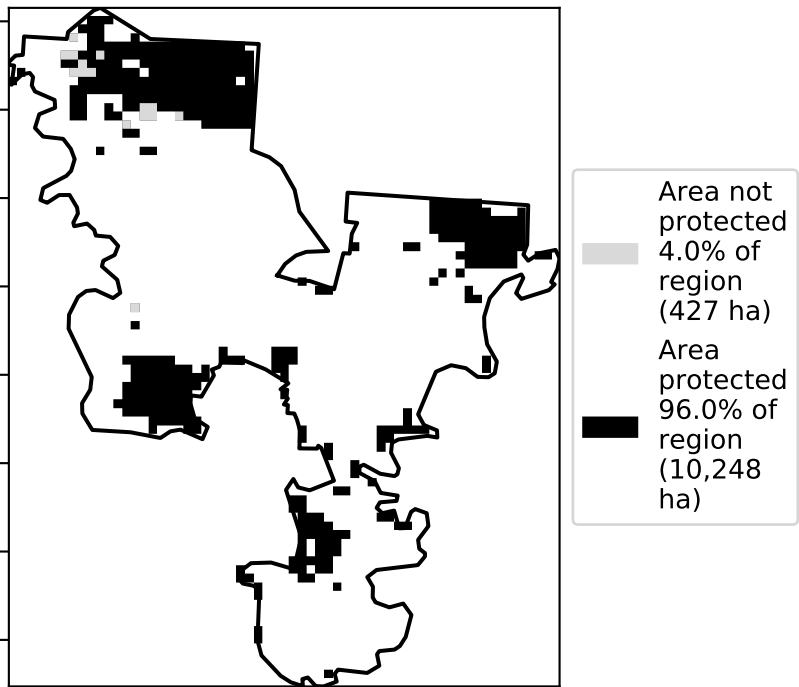 Area not
protected
4.0% of
region
(427 ha)
Area
protected
96.0% of
region
(10,248
ha)